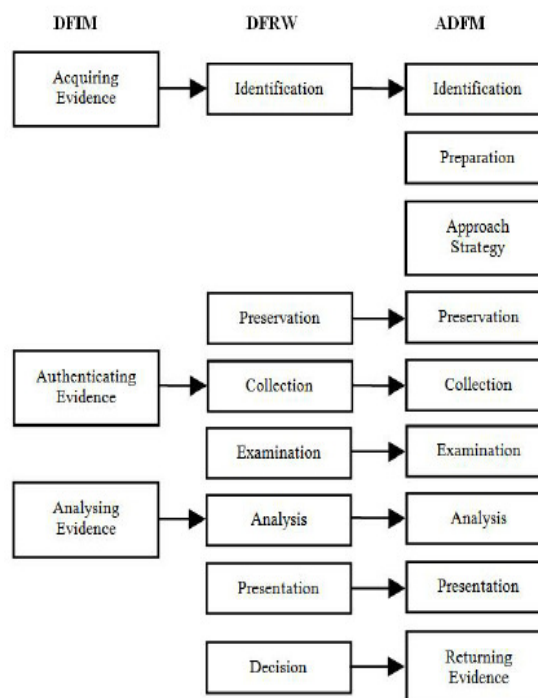 DFIM DFRW ADFM
Acquiring
Evidence
Identification
Identification
Preparation
Approach
Strategy
Preservation
Preservation
Authenticating
Evidence
Collection
Collection
Examination
Examination
Analysing
Evidence
Analysis
Analysis
Presentation
Presentation
Decision
Returning
Evidence